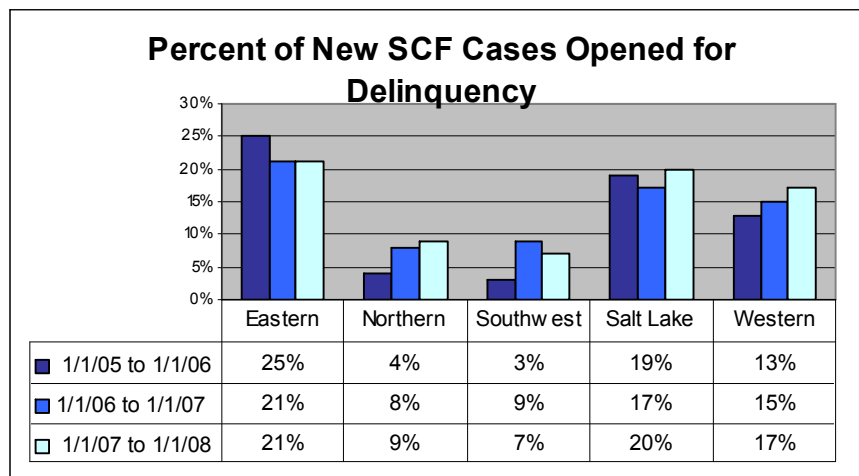 Percent of New SCF Cases Opened for
Delinquency
30%
25%
20%
15%
10%
5%
0%
Eastern Northern Southwest Salt Lake Western
1/1/05 to 1/1/06 25% 4% 3% 19% 13%
1/1/06 to 1/1/07 21% 8% 9% 17% 15%
1/1/07 to 1/1/08 21% 9% 7% 20% 17%